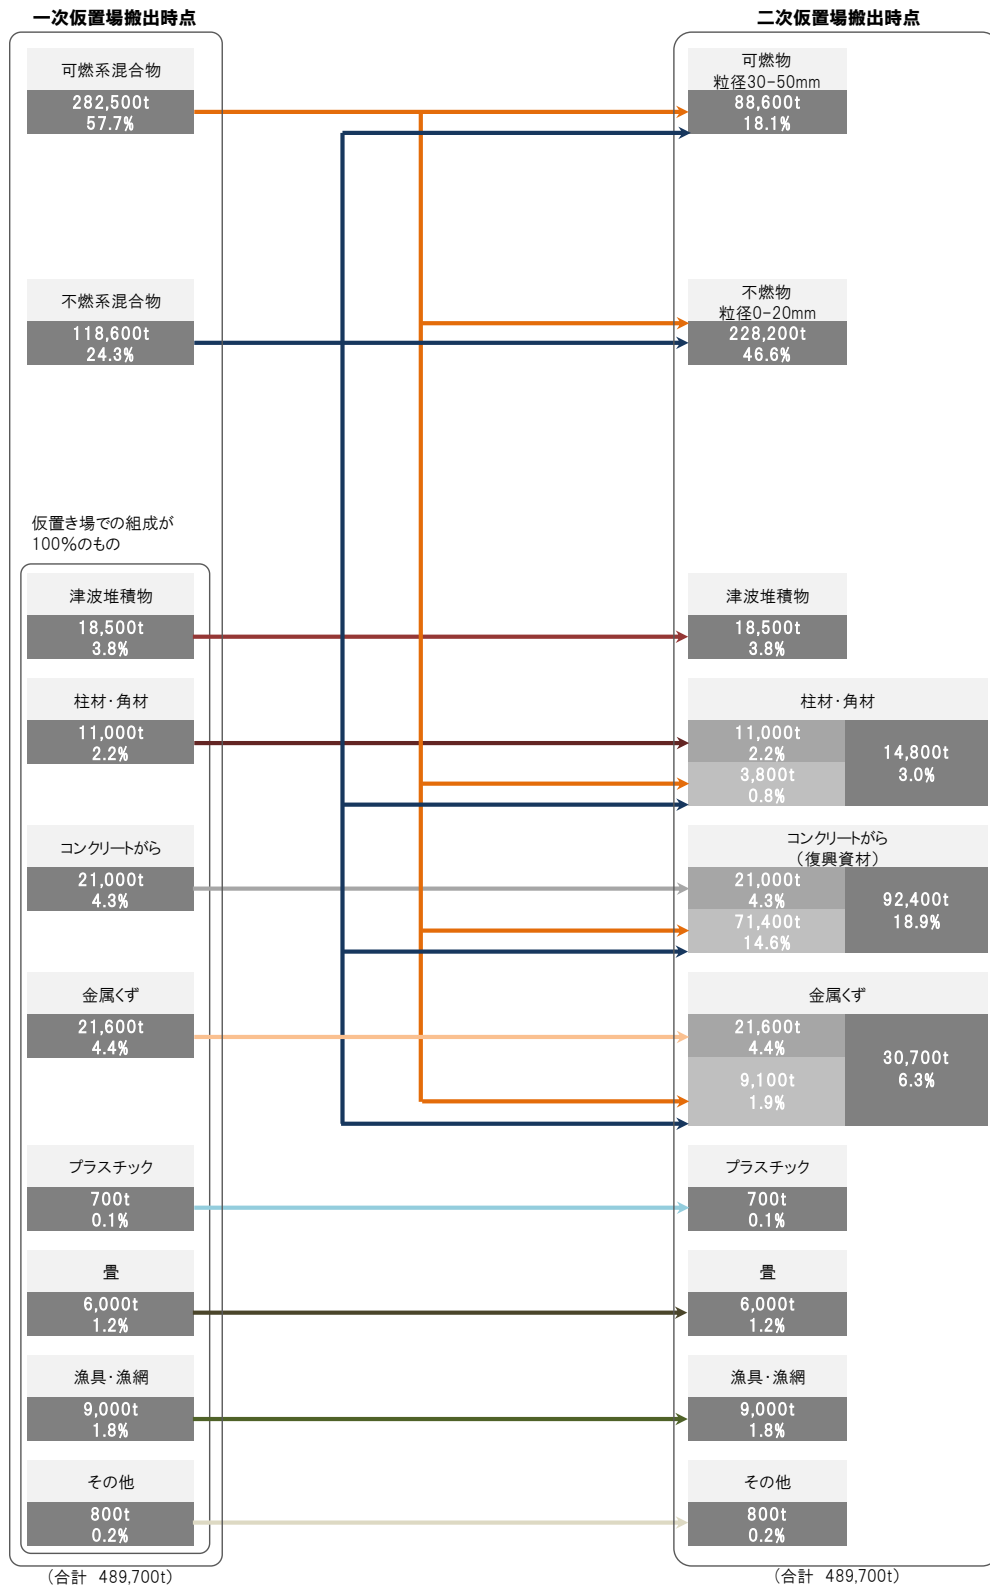 一次仮置場搬出時点
可燃系混合物
282,500t
57.7%
不燃系混合物
118,600t
24.3%
仮置き場での組成が
100%のもの
津波堆積物
18,500t
3.8%
柱材・角材
11,000t
2.2%
コンクリートがら
21,000t
4.3%
金属くず
21,600t
4.4%
プラスチック
700t
0.1%
畳
6,000t
1.2%
漁具・漁網
9,000t
1.8%
その他
800t
0.2%
(合計 489,700t)
二次仮置場搬出時点
可燃物
粒径30-50mm
88,600t
18.1%
不燃物
粒径0-20mm
228,200t
46.6%
津波堆積物
18,500t
3.8%
柱材・角材
11,000t
2.2%
3,800t
0.8%
14,800t
3.0%
コンクリートがら
(復興資材)
21,000t
4.3%
71,400t
14.6%
92,400t
18.9%
金属くず
21,600t
4.4%
9,100t
1.9%
30,700t
6.3%
プラスチック
700t
0.1%
畳
6,000t
1.2%
漁具・漁網
9,000t
1.8%
その他
800t
0.2%
(合計 489,700t)